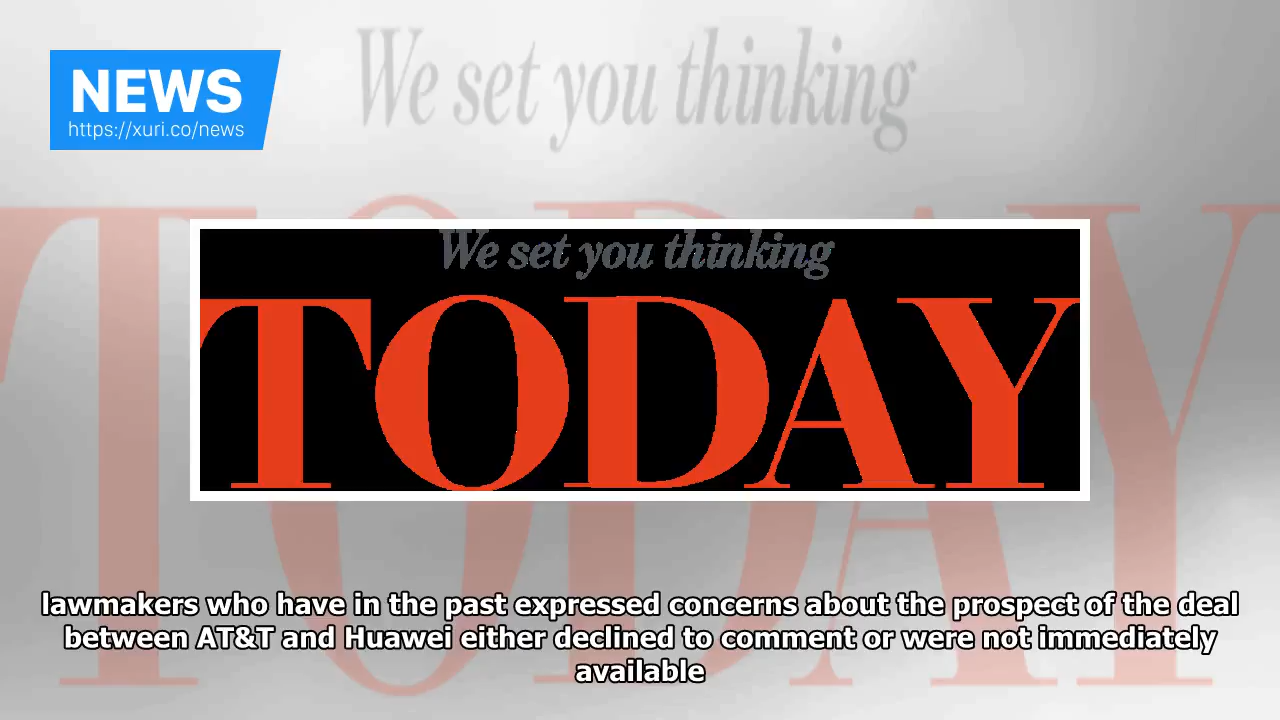 We set you thinking
NEWS
https://xuri.co/news
TODAY
We set you thinking
TODAY
lawmakers who have in the past expressed concerns about the prospect of the deal
between AT&T and Huawei either declined to comment or were not immediately
available